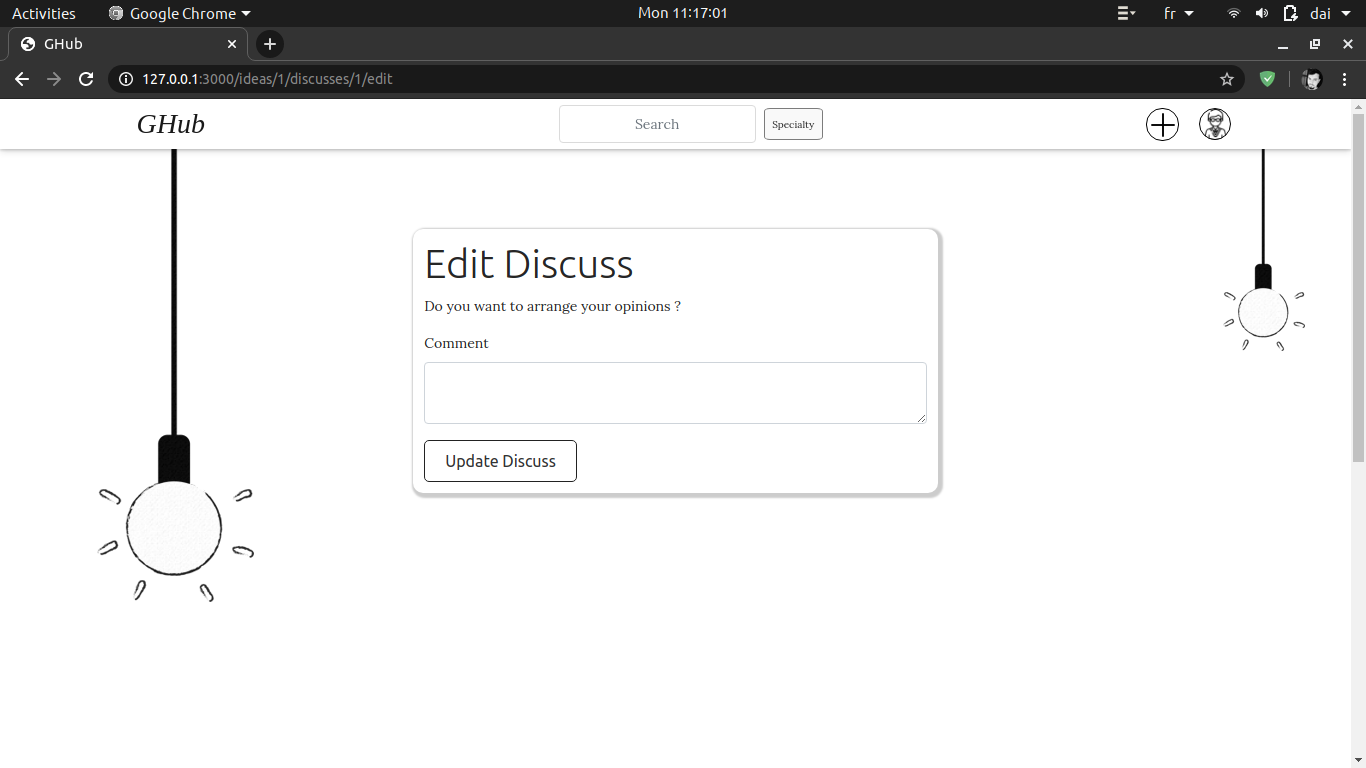 Activities Google Chrome Mon 11:17:01 fr dai
GHub
127.0.0.1:3000/ideas/1/discusses/1/edit
GHub Search Specialty
Edit Discuss
Do you want to arrange your opinions ?
Comment
Update Discuss